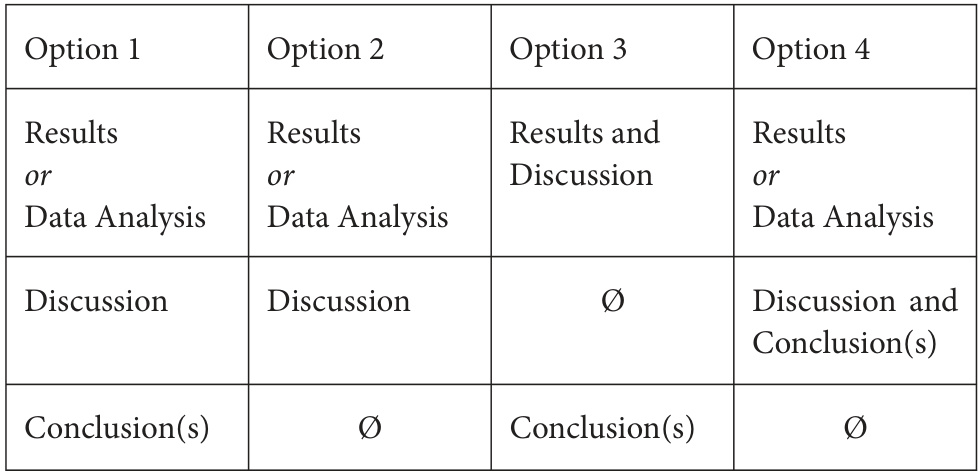 Option 1 Option 2 Option 3 Option 4
Results Results Results and Results
or or Discussion or
Data Analysis Data Analysis Data Analysis
Discussion Discussion Ø Discussion and
Conclusion(s)
Conclusion(s) Ø Conclusion(s) Ø